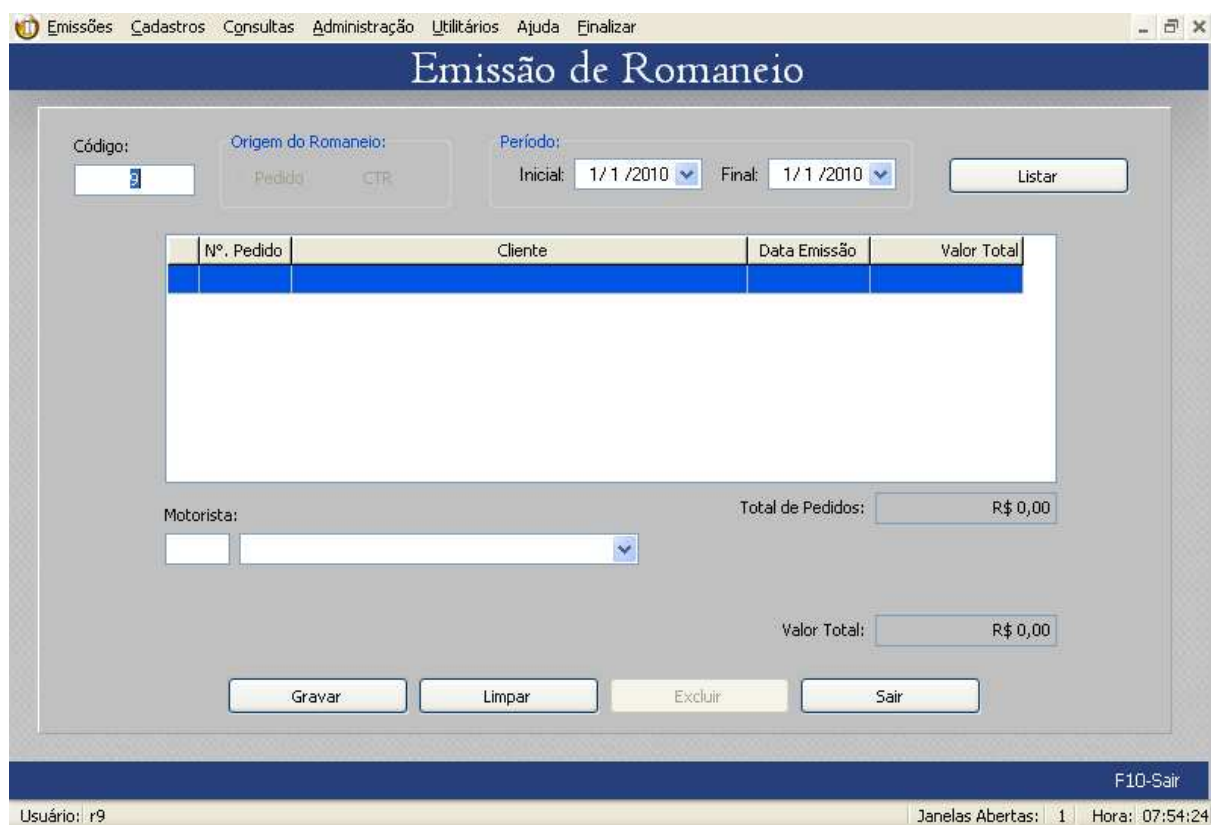 Emissões Cadastros Consultas Administração Utilitários Ajuda Finalizar
Emissão de Romaneio
Código: Origem do Romaneio: Período:
9 Pedido CTR Inicial: 1/ 1 /2010 Final: 1/ 1 /2010 Listar
Nº. Pedido Cliente Data Emissão Valor Total
Total de Pedidos: R$ 0,00
Motorista:
Valor Total: R$ 0,00
Gravar Limpar Excluir Sair
F10-Sair
Usuário: r9 Janelas Abertas: 1 Hora: 07:54:24